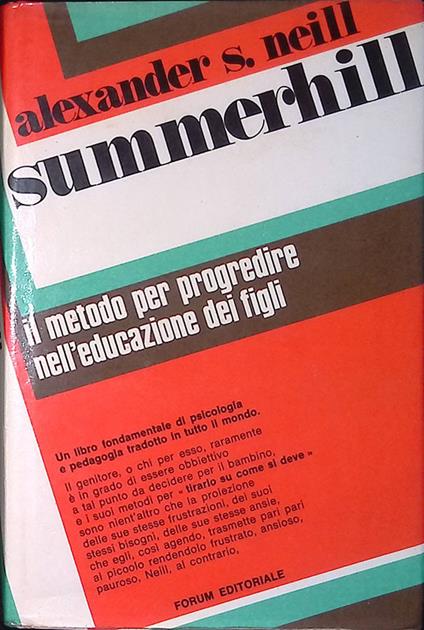 alexander s. neill
summerhill
il metodo per progredire
nell'educazione dei figli
Un libro fondamentale di psicologia
e pedagogia tradotto in tutto il mondo.
Il genitore, o chi per esso, raramente
è in grado di essere obbiettivo
a tal punto da decidere per il bambino,
e i suoi metodi per « tirarlo su come si deve »
sono nient'altro che la proiezione
delle sue stesse frustrazioni, dei suoi
stessi bisogni, delle sue stesse ansie,
che egli, così agendo, trasmette pari pari
al piccolo rendendolo frustrato, ansioso,
pauroso, Neill, al contrario,
FORUM EDITORIALE